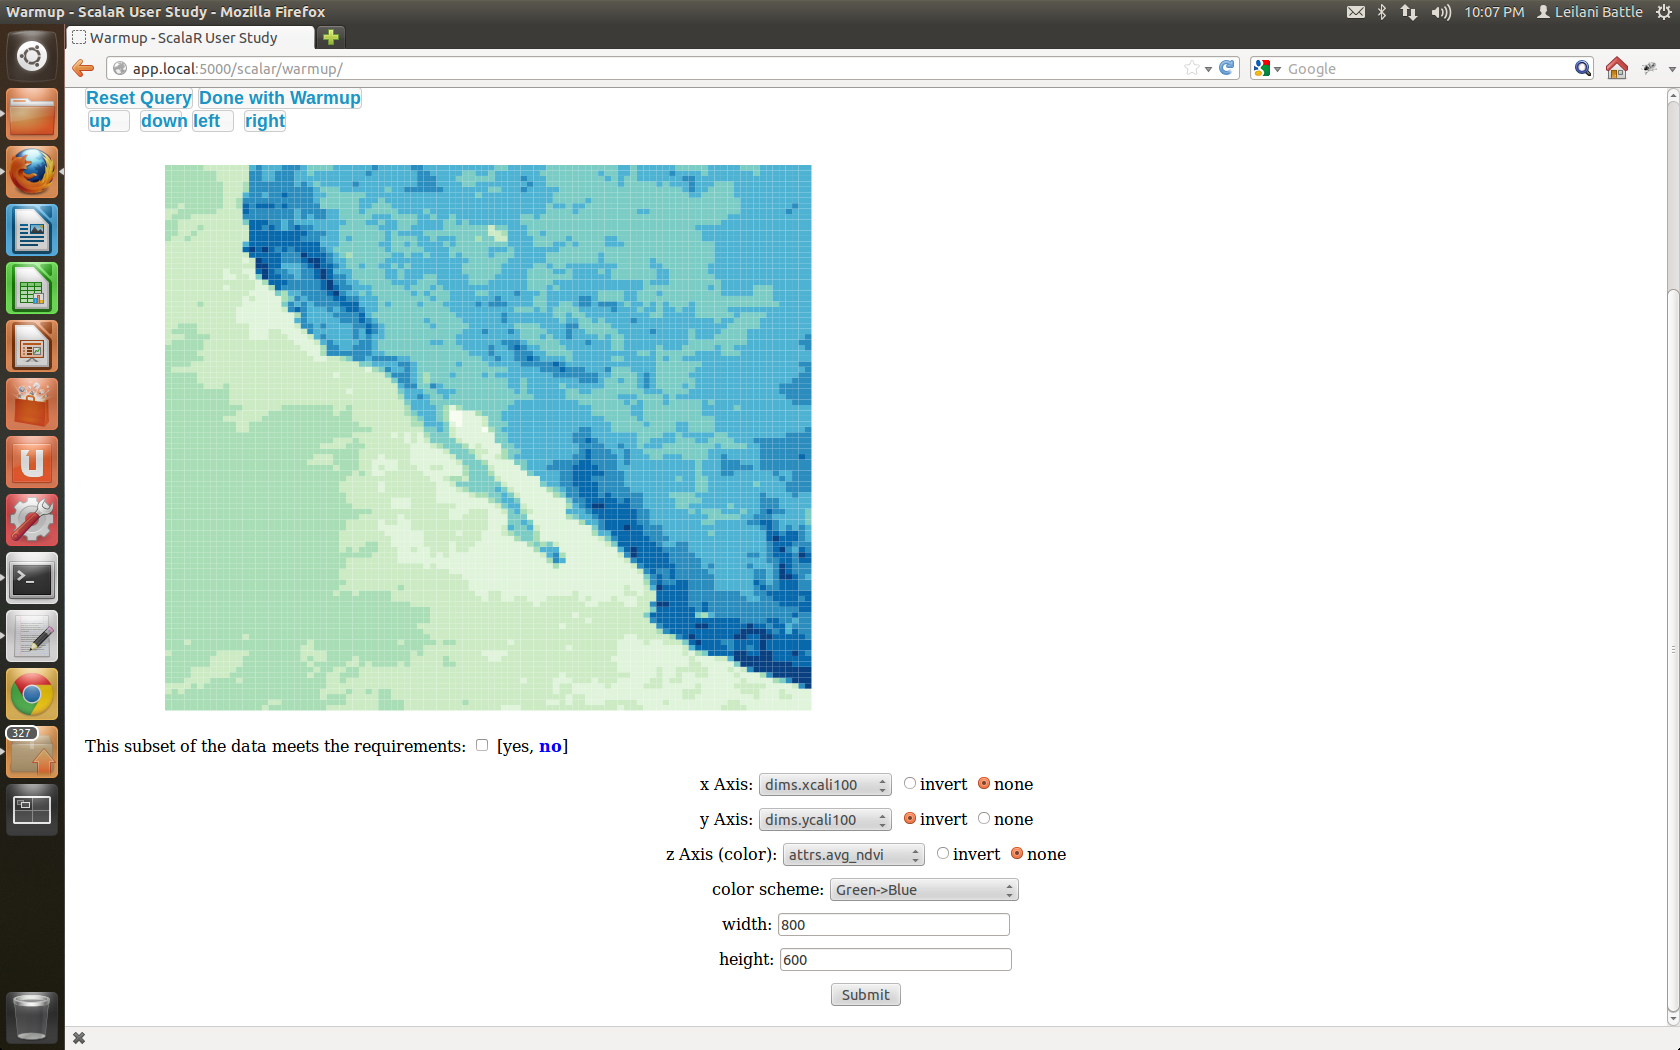 Warmup - ScalaR User Study - Mozilla Firefox
10:07 PM Leilani Battle
Warmup - ScalaR User Study
app.local:5000/scalar/warmup/
Google
Reset Query Done with Warmup
up down left right
This subset of the data meets the requirements: [yes, no]
x Axis: dims.xcali100 invert none
y Axis: dims.ycali100 invert none
z Axis (color): attrs.avg_ndvi invert none
color scheme: Green->Blue
width: 800
height: 600
Submit
327